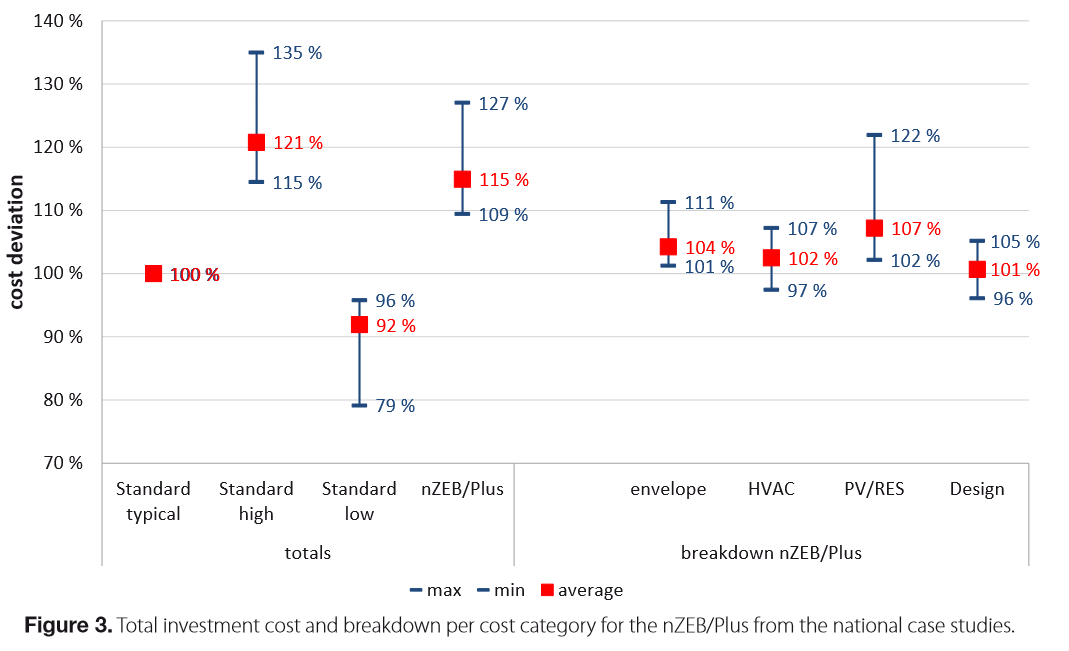 140 %
130 %
120 %
110 %
100 %
90 %
80 %
70 %
cost deviation
100 %
100 %
135 %
121 %
115 %
96 %
92 %
79 %
127 %
115 %
109 %
111 %
104 %
101 %
107 %
102 %
97 %
122 %
107 %
102 %
105 %
101 %
96 %
Standard typical
Standard high
Standard low
nZEB/Plus
envelope
HVAC
PV/RES
Design
totals
breakdown nZEB/Plus
max min average
Figure 3. Total investment cost and breakdown per cost category for the nZEB/Plus from the national case studies.